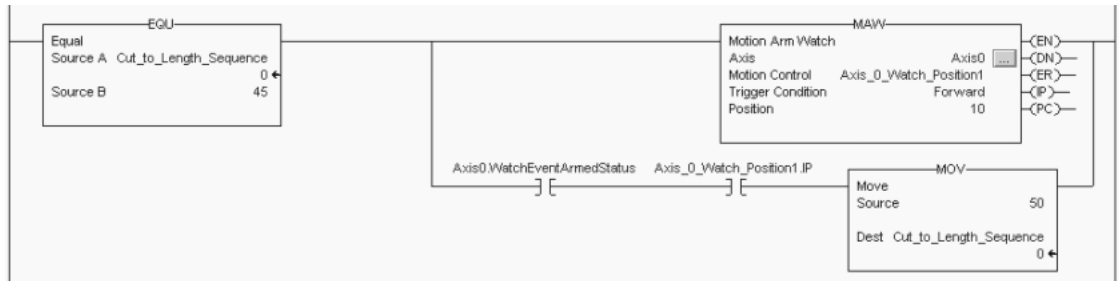 EQU
Equal
Source A Cut_to_Length_Sequence
0
Source B 45
MAW
Motion Arm Watch
Axis Axis0 ...
Motion Control Axis_0_Watch_Position1
Trigger Condition Forward
Position 10
EN
DN
ER
IP
PC
Axis0.WatchEventArmedStatus Axis_0_Watch_Position1.IP
MOV
Move
Source 50
Dest Cut_to_Length_Sequence
0